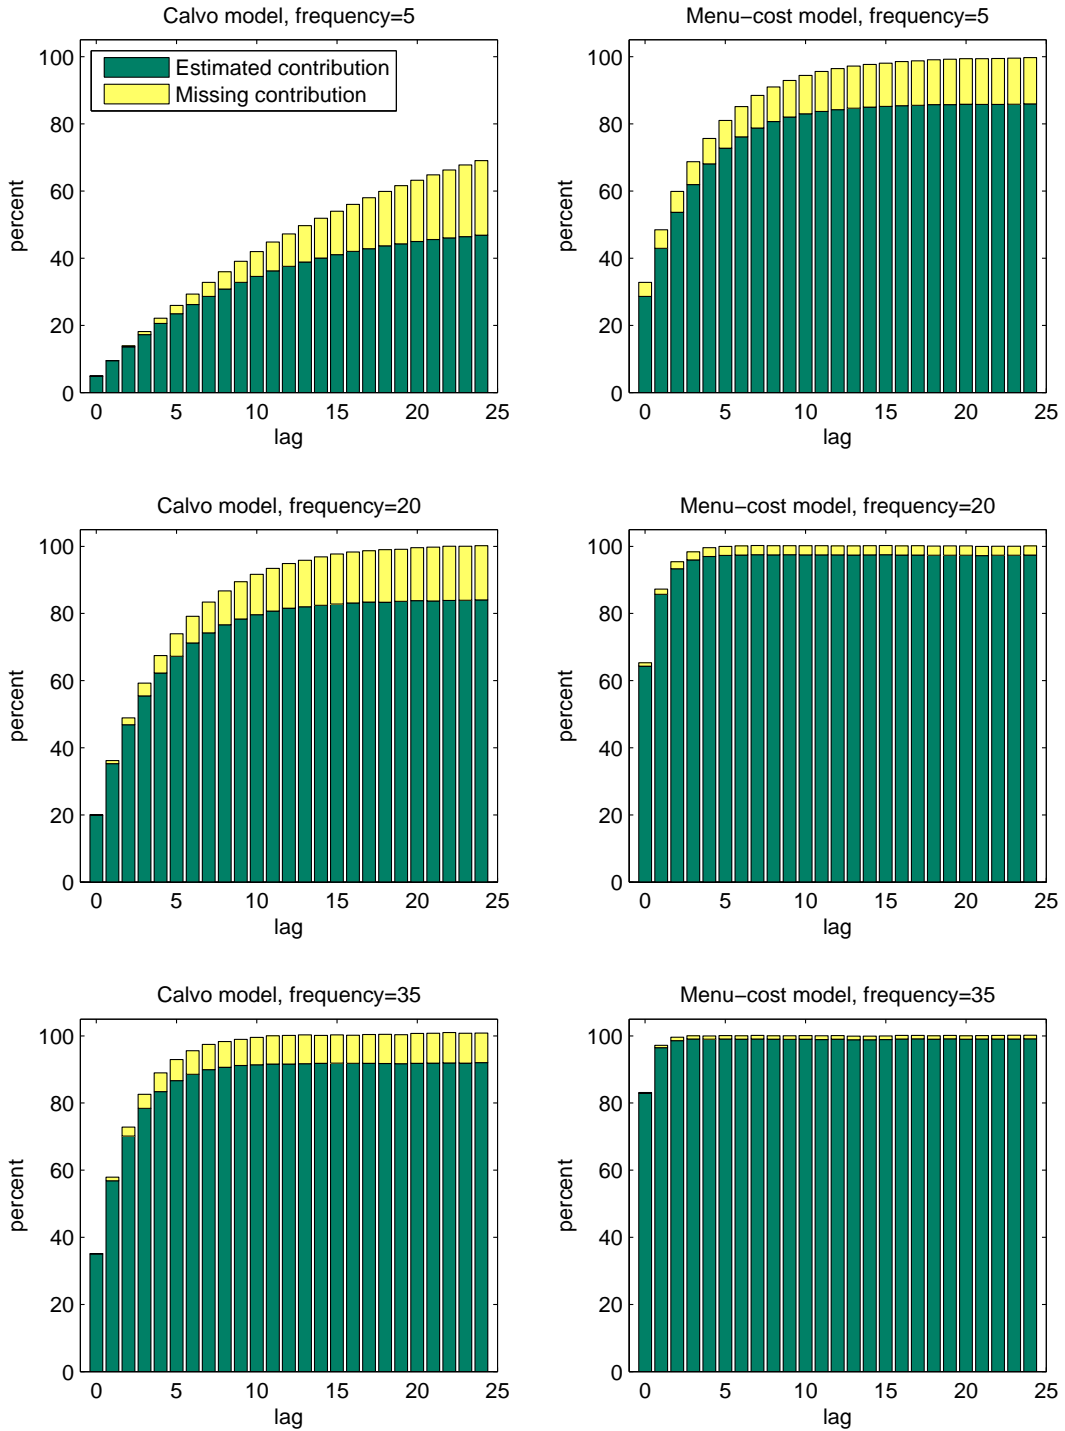 Calvo model, frequency=5
Estimated contribution
Missing contribution
percent
100
80
60
40
20
0
0 5 10 15 20 25
lag
Menu−cost model, frequency=5
percent
100
80
60
40
20
0
0 5 10 15 20 25
lag
Calvo model, frequency=20
percent
100
80
60
40
20
0
0 5 10 15 20 25
lag
Menu−cost model, frequency=20
percent
100
80
60
40
20
0
0 5 10 15 20 25
lag
Calvo model, frequency=35
percent
100
80
60
40
20
0
0 5 10 15 20 25
lag
Menu−cost model, frequency=35
percent
100
80
60
40
20
0
0 5 10 15 20 25
lag